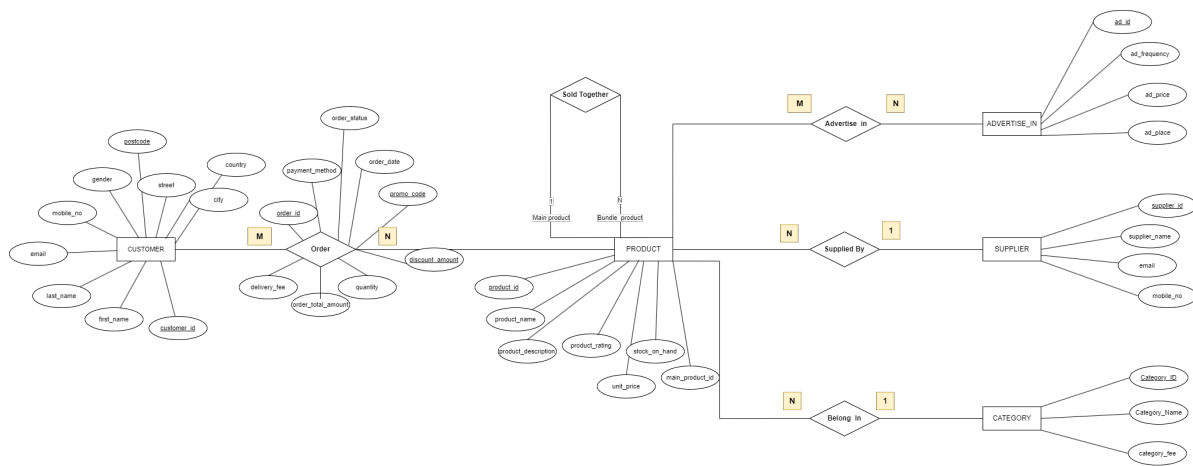 ad_id
ad_frequency
ad_price
ad_place
ADVERTISE_IN
M
Advertise in
N
Sold Together
1
Main product
N
Bundle_product
order_status
payment_method
order_date
order_id
promo_code
M
Order
N
discount_amount
delivery_fee
order_total_amount
quantity
postcode
country
gender
street
city
mobile_no
CUSTOMER
email
last_name
first_name
customer_id
PRODUCT
N
Supplied By
1
SUPPLIER
supplier_id
supplier_name
email
mobile_no
product_id
product_name
product_description
product_rating
unit_price
stock_on_hand
main_product_id
N
Belong In
1
CATEGORY
Category_ID
Category_Name
category_fee